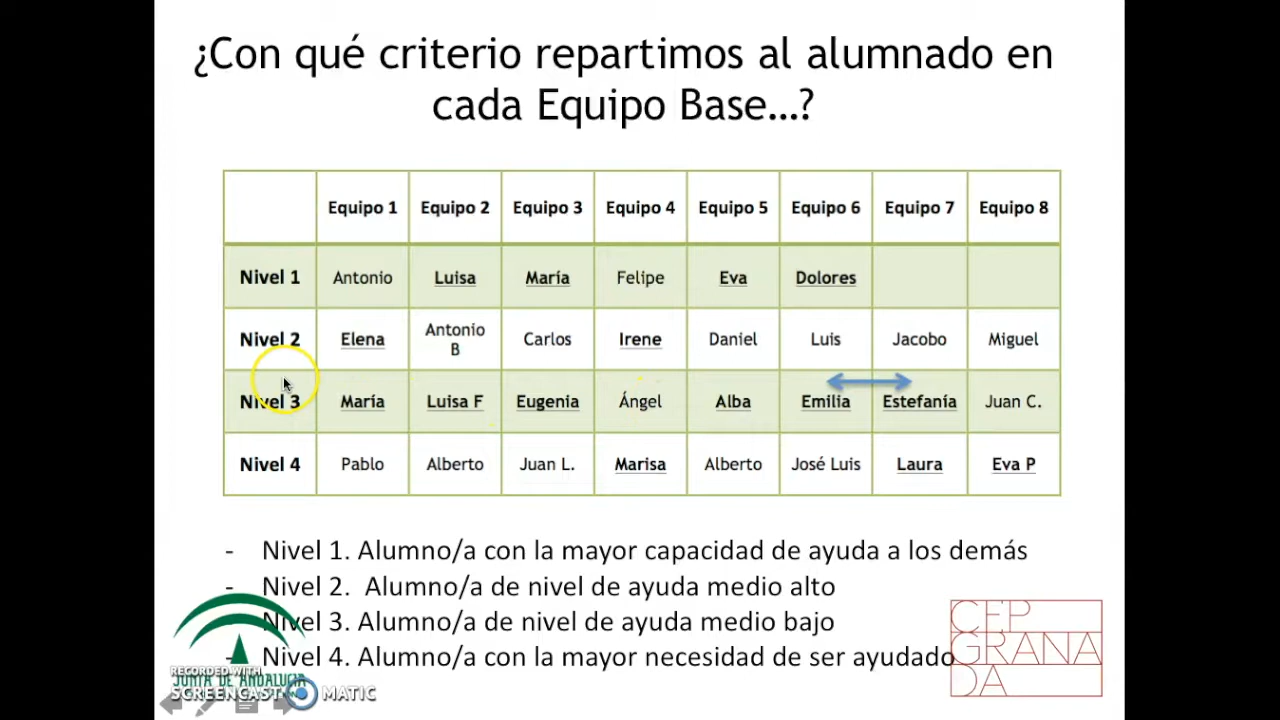 ¿Con qué criterio repartimos al alumnado en
cada Equipo Base...?
Equipo 1 Equipo 2 Equipo 3 Equipo 4 Equipo 5 Equipo 6 Equipo 7 Equipo 8
Nivel 1 Antonio Luisa María Felipe Eva Dolores
Nivel 2 Elena Antonio B Carlos Irene Daniel Luis Jacobo Miguel
Nivel 3 María Luisa F Eugenia Ángel Alba Emilia Estefanía Juan C.
Nivel 4 Pablo Alberto Juan L. Marisa Alberto José Luis Laura Eva P
- Nivel 1. Alumno/a con la mayor capacidad de ayuda a los demás
- Nivel 2. Alumno/a de nivel de ayuda medio alto
Nivel 3. Alumno/a de nivel de ayuda medio bajo
- Nivel 4. Alumno/a con la mayor necesidad de ser ayudado
CEP
GRANA
DA
RECORDED WITH
JUNTA DE ANDALUCIA
SCREENCAST MATIC